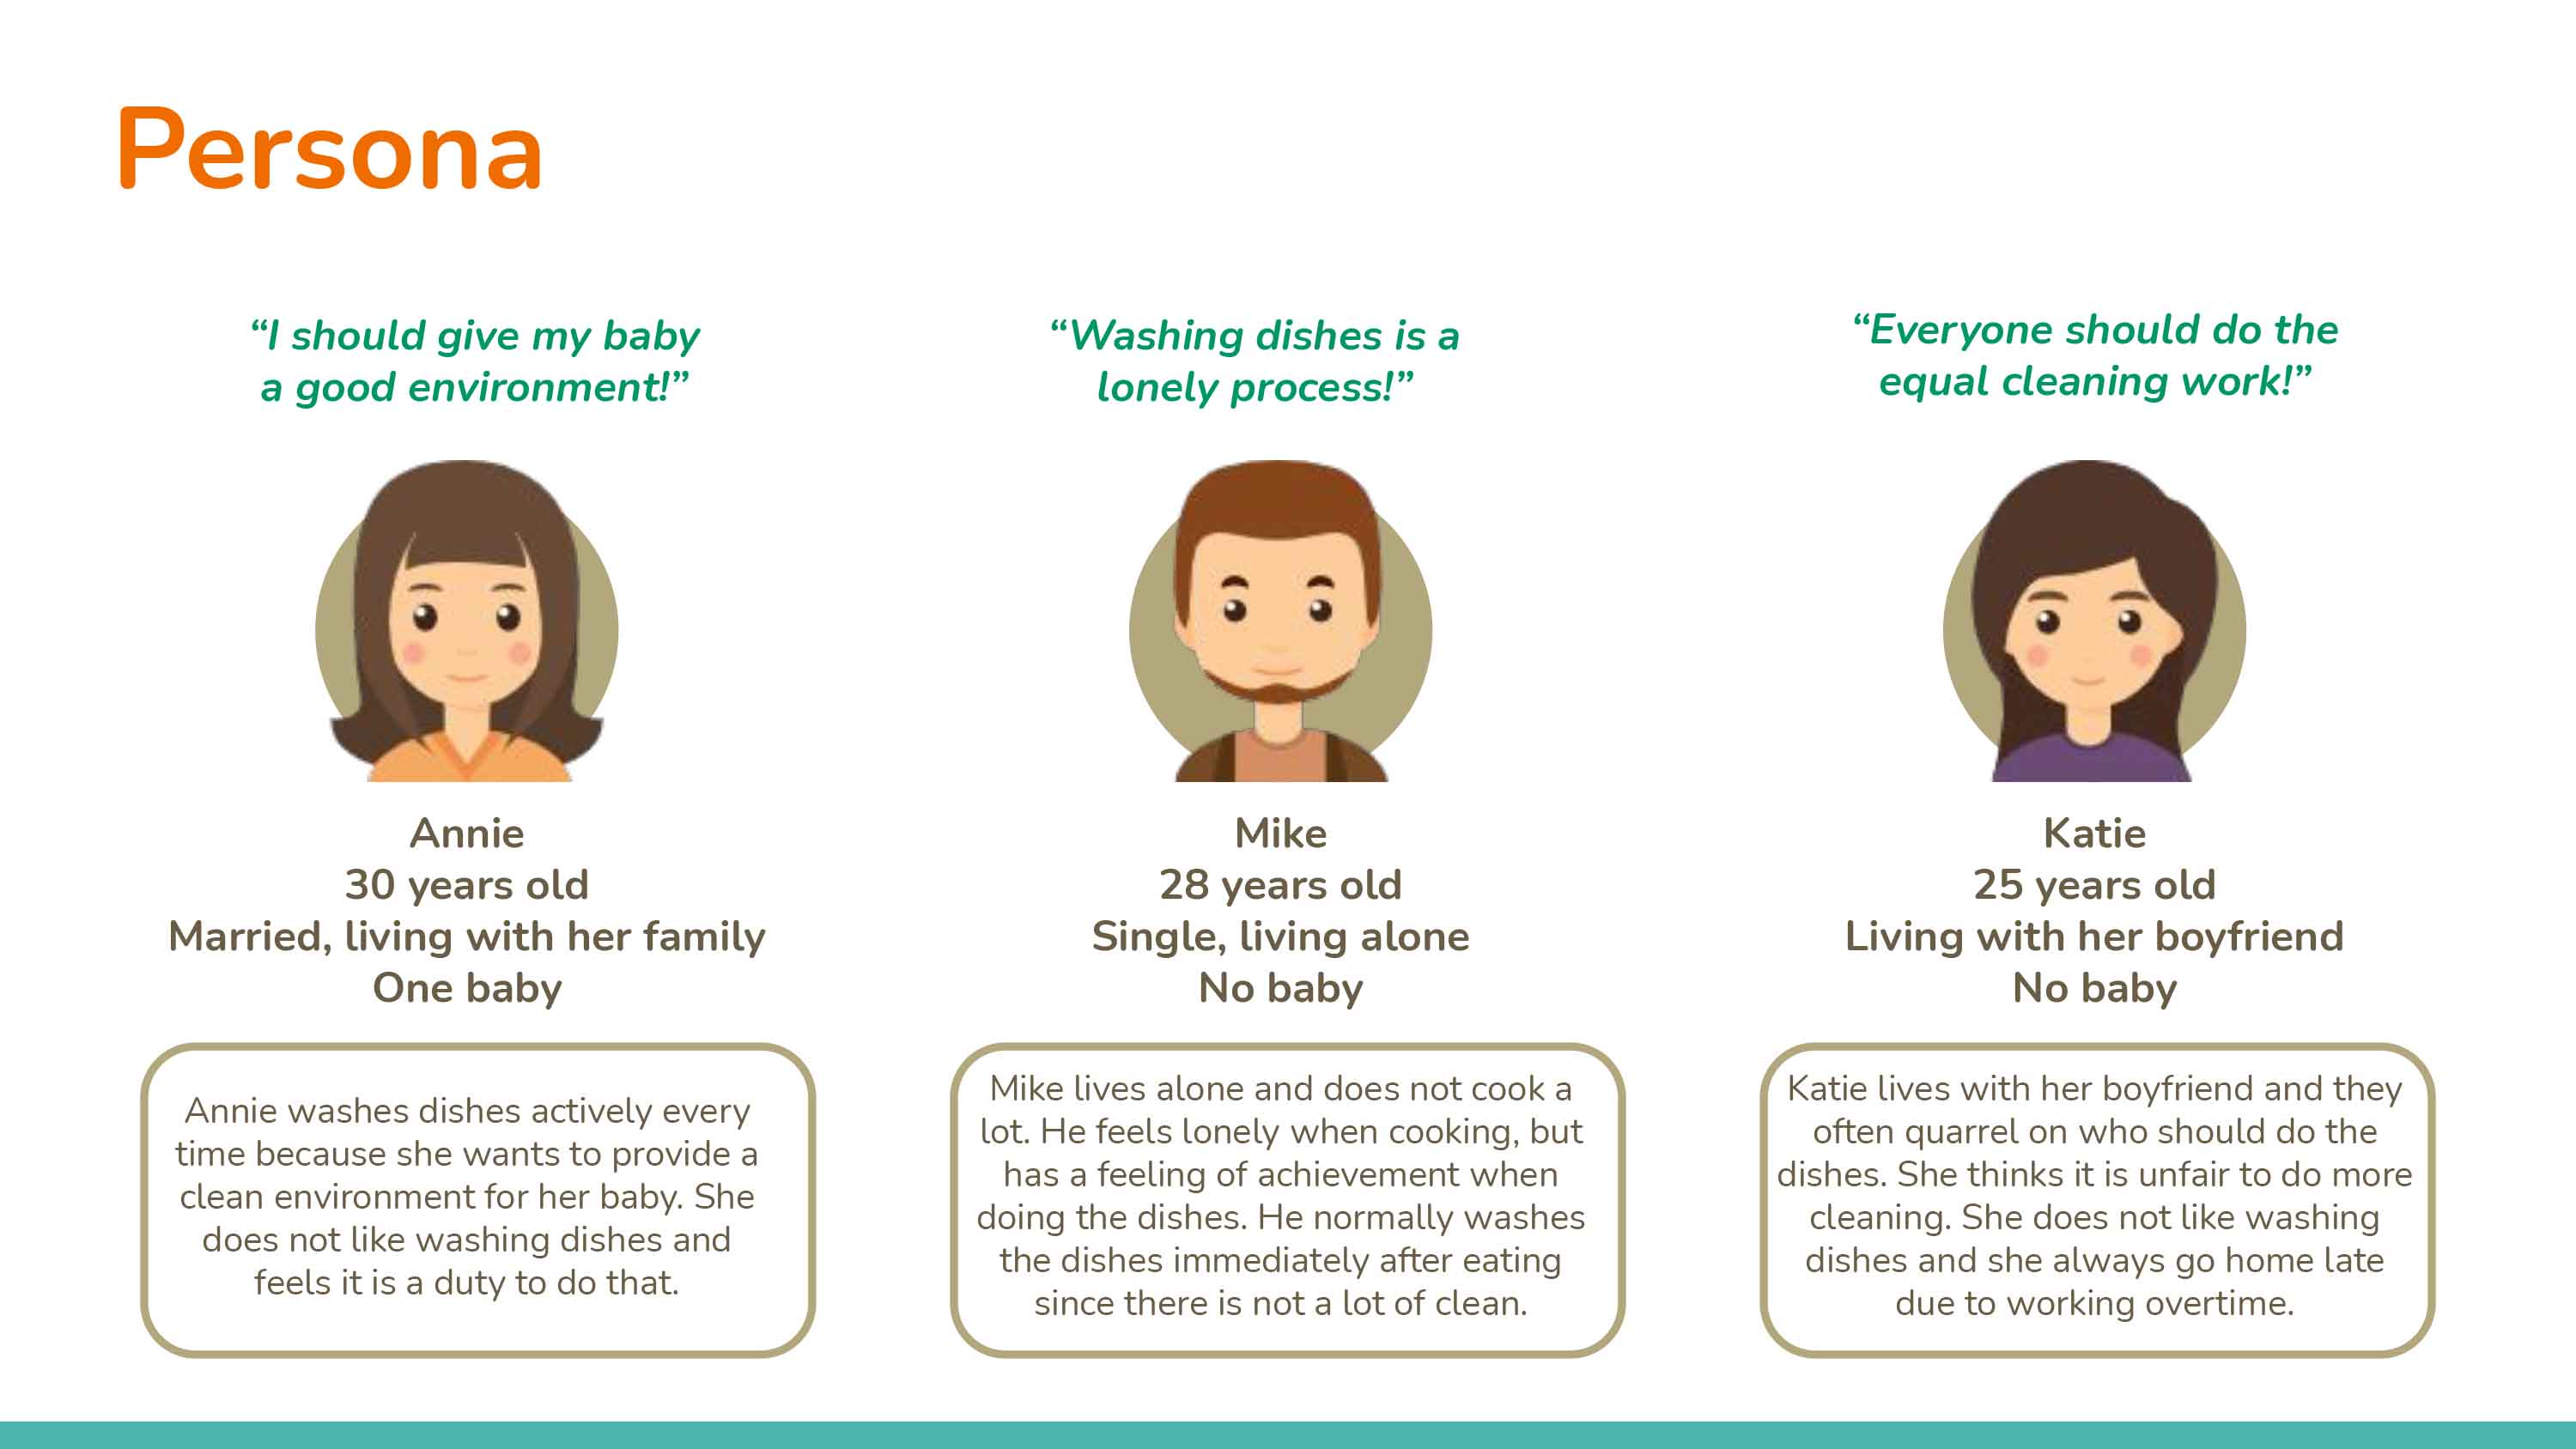 Persona
“I should give my baby
a good environment!”
Annie
30 years old
Married, living with her family
One baby
Annie washes dishes actively every
time because she wants to provide a
clean environment for her baby. She
does not like washing dishes and
feels it is a duty to do that.
“Washing dishes is a
lonely process!”
Mike
28 years old
Single, living alone
No baby
Mike lives alone and does not cook a
lot. He feels lonely when cooking, but
has a feeling of achievement when
doing the dishes. He normally washes
the dishes immediately after eating
since there is not a lot of clean.
“Everyone should do the
equal cleaning work!”
Katie
25 years old
Living with her boyfriend
No baby
Katie lives with her boyfriend and they
often quarrel on who should do the
dishes. She thinks it is unfair to do more
cleaning. She does not like washing
dishes and she always go home late
due to working overtime.